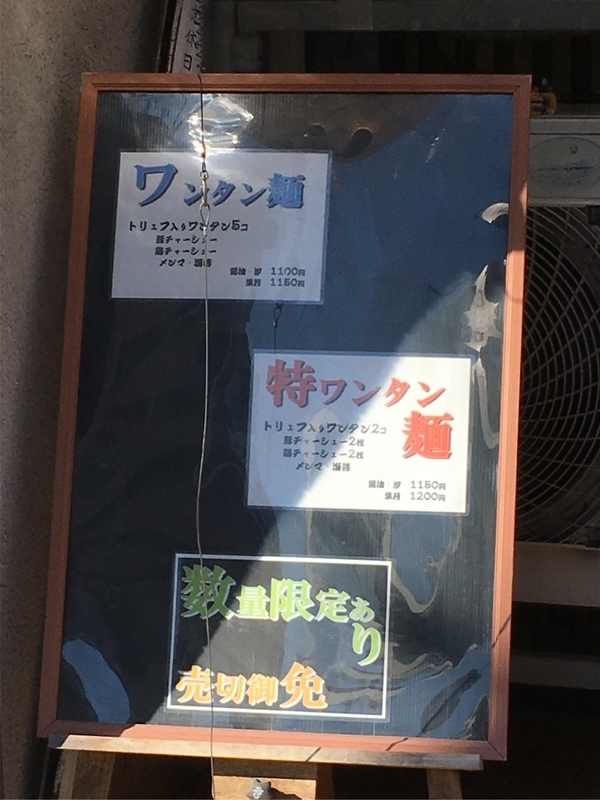 定休日
ワンタン麺
トリュフ入りワンタン5コ
豚チャーシュー
鶏チャーシュー
メンマ・海苔
醤油・汐 1100円
1150円
特ワンタン
麺
トリュフ入りワンタン2コ
豚チャーシュー2枚
鶏チャーシュー2枚
メンマ・海苔
醤油・汐 1150円
1200円
数量限定あ
り
売切御免